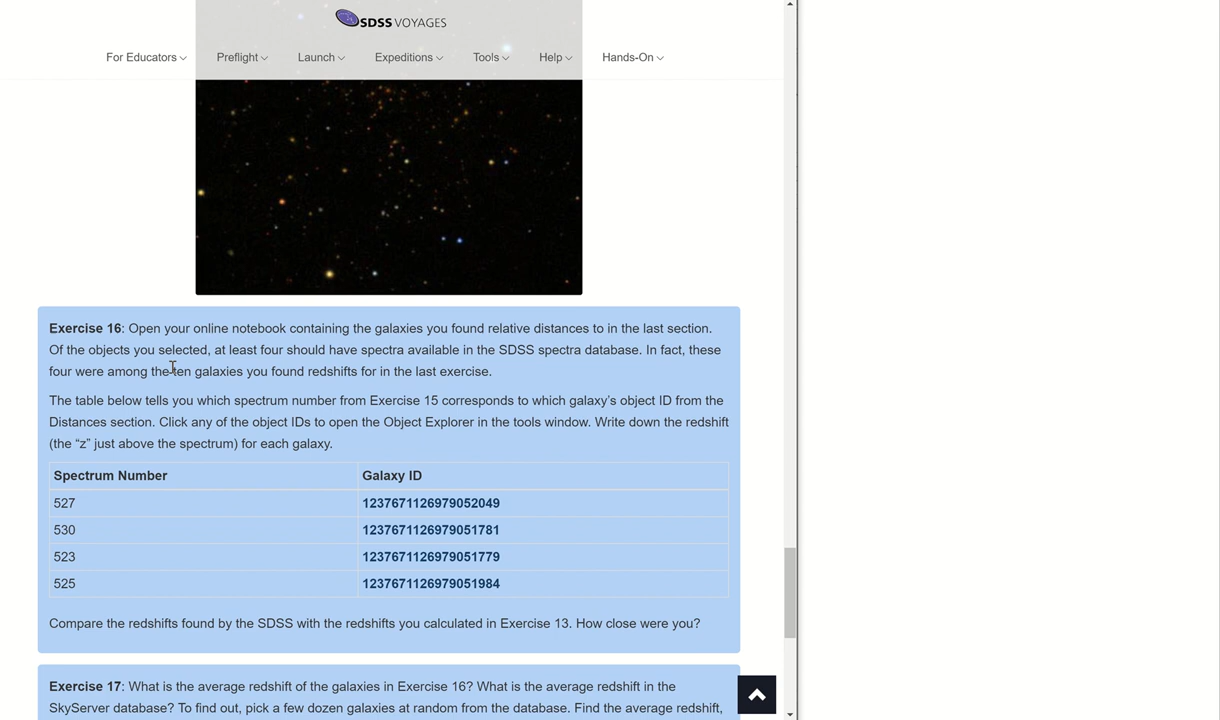 SDSS VOYAGES
For Educators Preflight Launch Expeditions Tools Help Hands-On
Exercise 16: Open your online notebook containing the galaxies you found relative distances to in the last section.
Of the objects you selected, at least four should have spectra available in the SDSS spectra database. In fact, these
four were among the ten galaxies you found redshifts for in the last exercise.
The table below tells you which spectrum number from Exercise 15 corresponds to which galaxy's object ID from the
Distances section. Click any of the object IDs to open the Object Explorer in the tools window. Write down the redshift
(the “z” just above the spectrum) for each galaxy.
Spectrum Number Galaxy ID
527 1237671126979052049
530 1237671126979051781
523 1237671126979051779
525 1237671126979051984
Compare the redshifts found by the SDSS with the redshifts you calculated in Exercise 13. How close were you?
Exercise 17: What is the average redshift of the galaxies in Exercise 16? What is the average redshift in the
SkyServer database? To find out, pick a few dozen galaxies at random from the database. Find the average redshift,